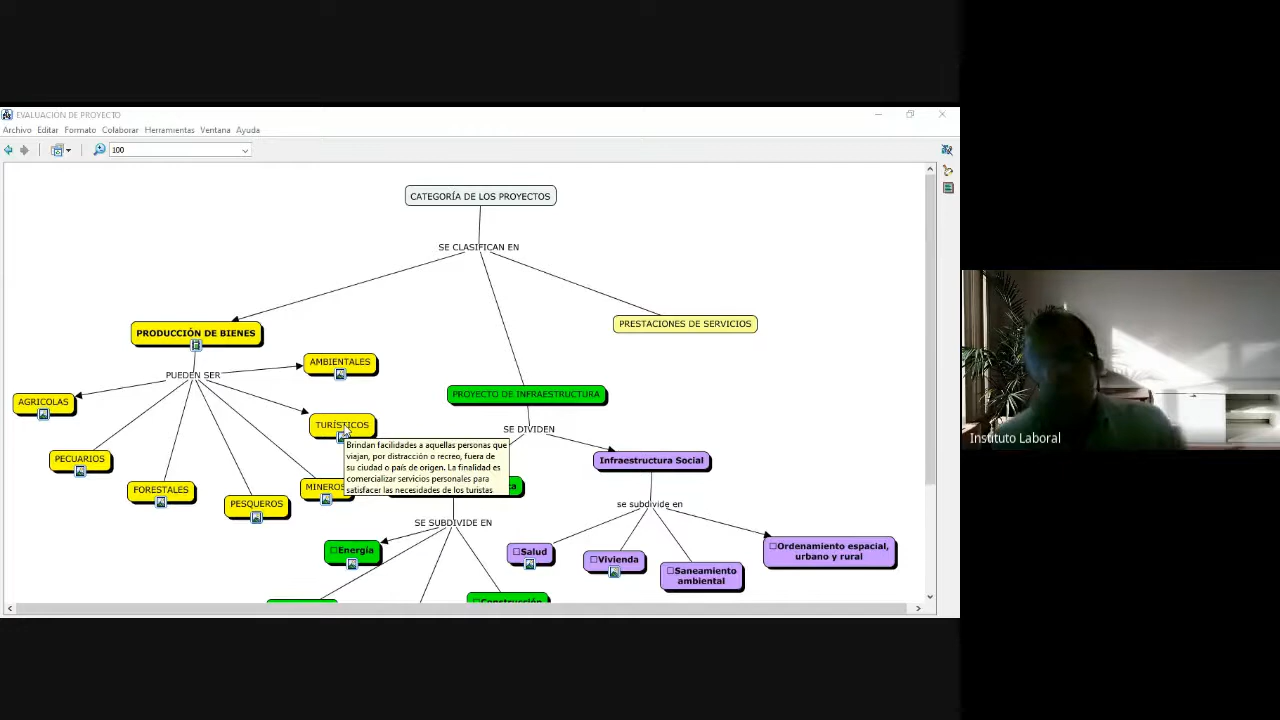 EVALUACION DE PROYECTO
Archivo Editar Formato Colaborar Herramientas Ventana Ayuda
100
CATEGORÍA DE LOS PROYECTOS
SE CLASIFICAN EN
PRODUCCIÓN DE BIENES
PRESTACIONES DE SERVICIOS
AMBIENTALES
PUEDEN SER
PROYECTO DE INFRAESTRUCTURA
AGRICOLAS
TURÍSTICOS
SE DIVIDEN
Brindan facilidades a aquellas personas que
viajan, por distracción o recreo, fuera de
su ciudad o país de origen. La finalidad es
comercializar servicios personales para
satisfacer las necesidades de los turistas
Instituto Laboral
PECUARIOS
Infraestructura Social
FORESTALES
MINEROS
PESQUEROS
se subdivide en
SE SUBDIVIDE EN
Energía
Salud
Vivienda
Ordenamiento espacial,
urbano y rural
Saneamiento
ambiental
Construcción